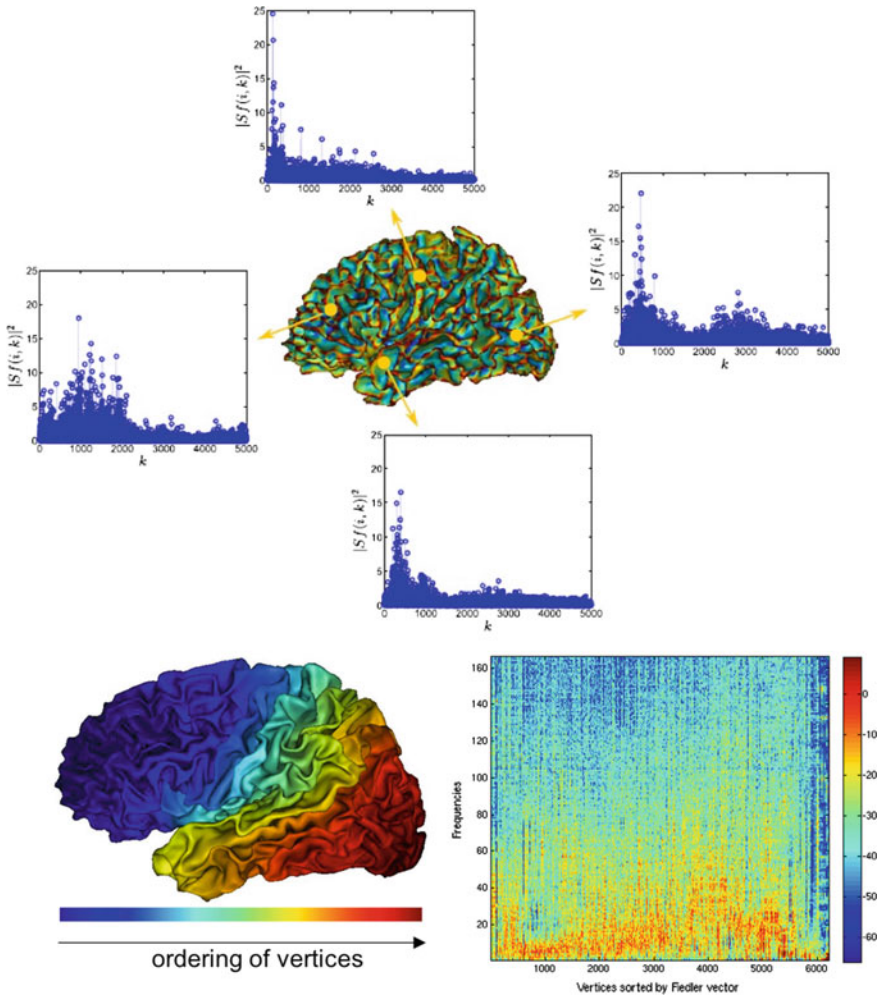 25
20
15
10
5
0
|Sf(i, k)|²
0 1000 2000 3000 4000 5000
k
25
20
15
10
5
0
|Sf(i, k)|²
0 1000 2000 3000 4000 5000
k
25
20
15
10
5
0
|Sf(i, k)|²
0 1000 2000 3000 4000 5000
k
25
20
15
10
5
0
|Sf(i, k)|²
0 1000 2000 3000 4000 5000
k
ordering of vertices
160
140
120
100
80
60
40
20
Frequencies
1000 2000 3000 4000 5000 6000
Vertices sorted by Fiedler vector
0
-10
-20
-30
-40
-50
-60